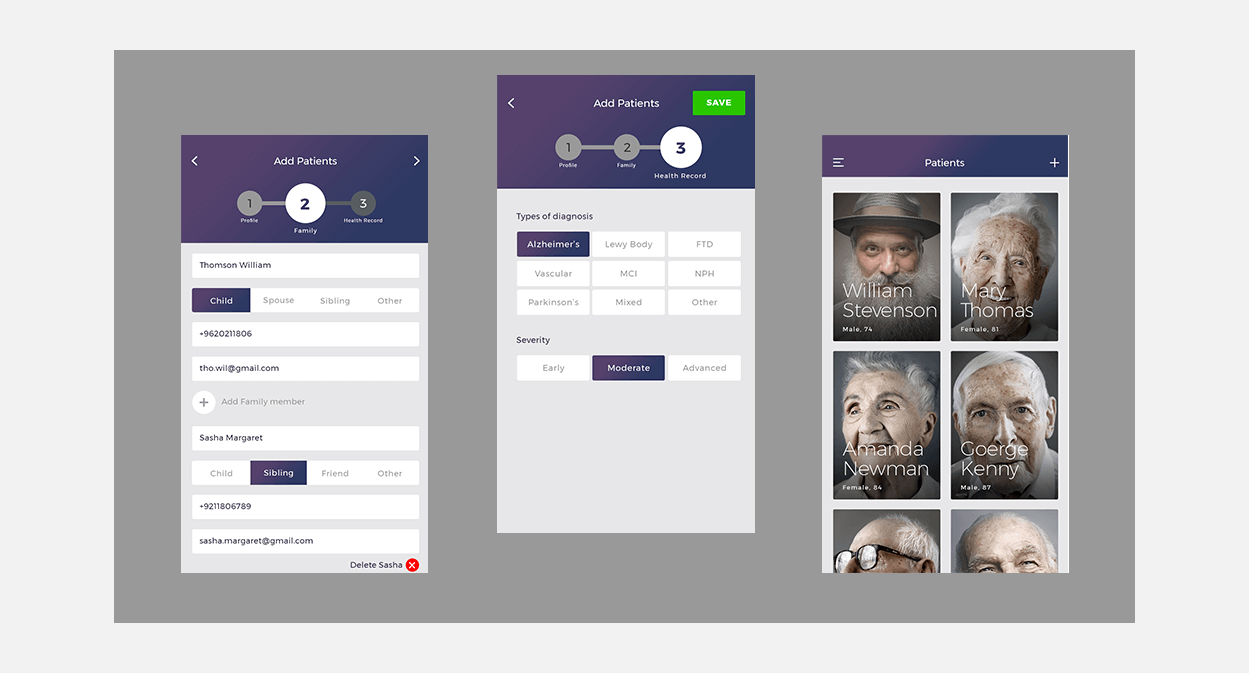 Add Patients
1
2
3
Profile
Family
Health Record
Thomson William
Child
Spouse
Sibling
Other
+9620211806
tho.wil@gmail.com
+ Add Family member
Sasha Margaret
Child
Sibling
Friend
Other
+9211806789
sasha.margaret@gmail.com
Delete Sasha
Add Patients
SAVE
1
2
3
Profile
Family
Health Record
Types of diagnosis
Alzheimer's
Lewy Body
FTD
Vascular
MCI
NPH
Parkinson's
Mixed
Other
Severity
Early
Moderate
Advanced
Patients
+
William
Stevenson
Male, 74
Mary
Thomas
Female, 81
Amanda
Newman
Female, 84
Goerge
Kenny
Male, 87